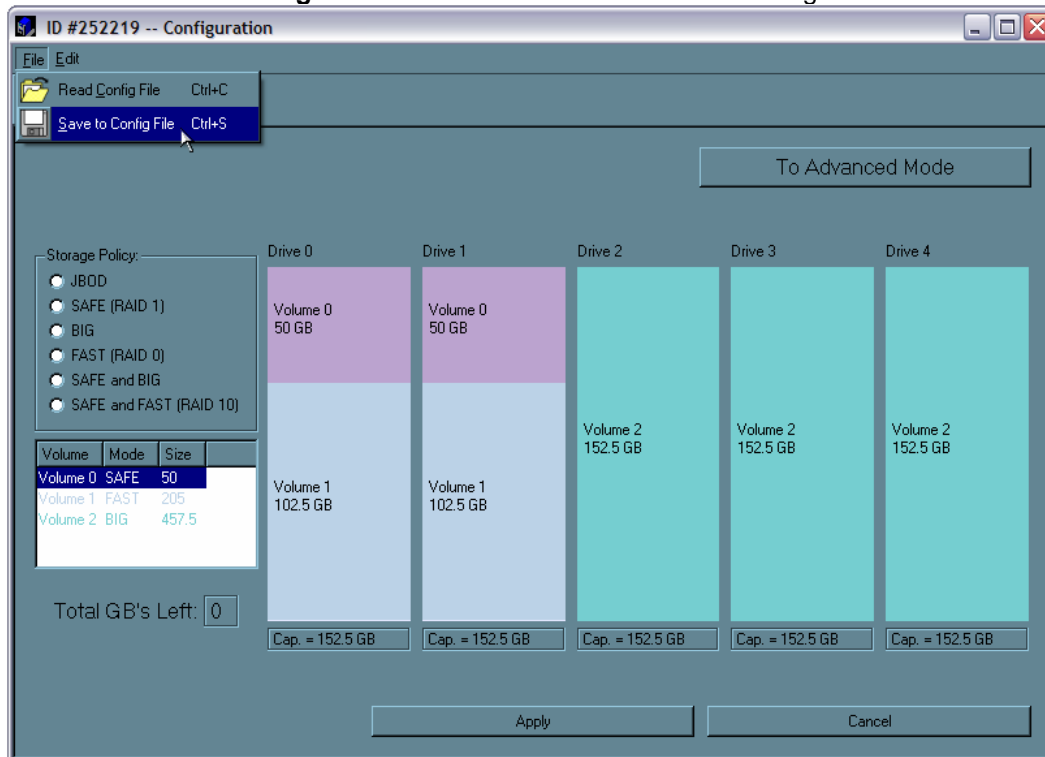 ID #252219 -- Configuration
File Edit
Read Config File Ctrl+C
Save to Config File Ctrl+S
To Advanced Mode
Storage Policy:
JBOD
SAFE (RAID 1)
BIG
FAST (RAID 0)
SAFE and BIG
SAFE and FAST (RAID 10)
Volume Mode Size
Volume 0 SAFE 50
Volume 1 FAST 205
Volume 2 BIG 457.5
Total GB's Left: 0
Drive 0 Drive 1 Drive 2 Drive 3 Drive 4
Volume 0 Volume 0
50 GB 50 GB
Volume 2 Volume 2 Volume 2
152.5 GB 152.5 GB 152.5 GB
Volume 1 Volume 1
102.5 GB 102.5 GB
Cap. = 152.5 GB Cap. = 152.5 GB Cap. = 152.5 GB Cap. = 152.5 GB Cap. = 152.5 GB
Apply Cancel